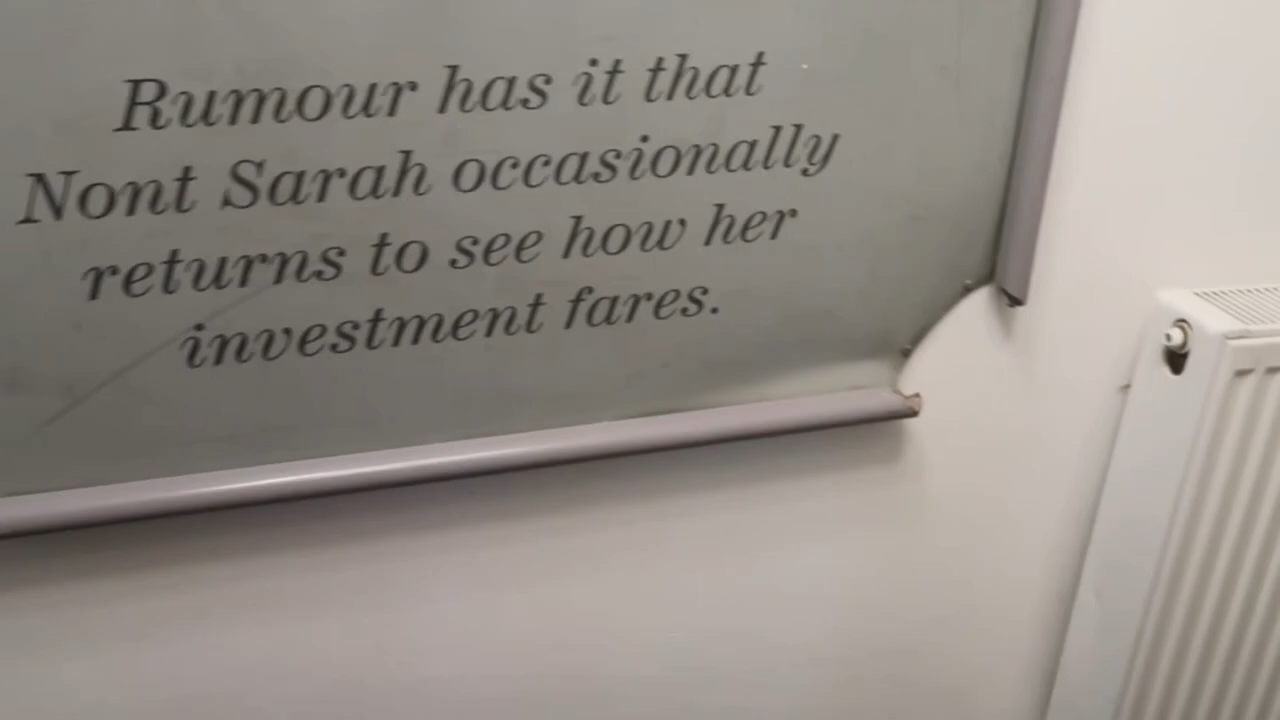 Rumour has it that
Nont Sarah occasionally
returns to see how her
investment fares.